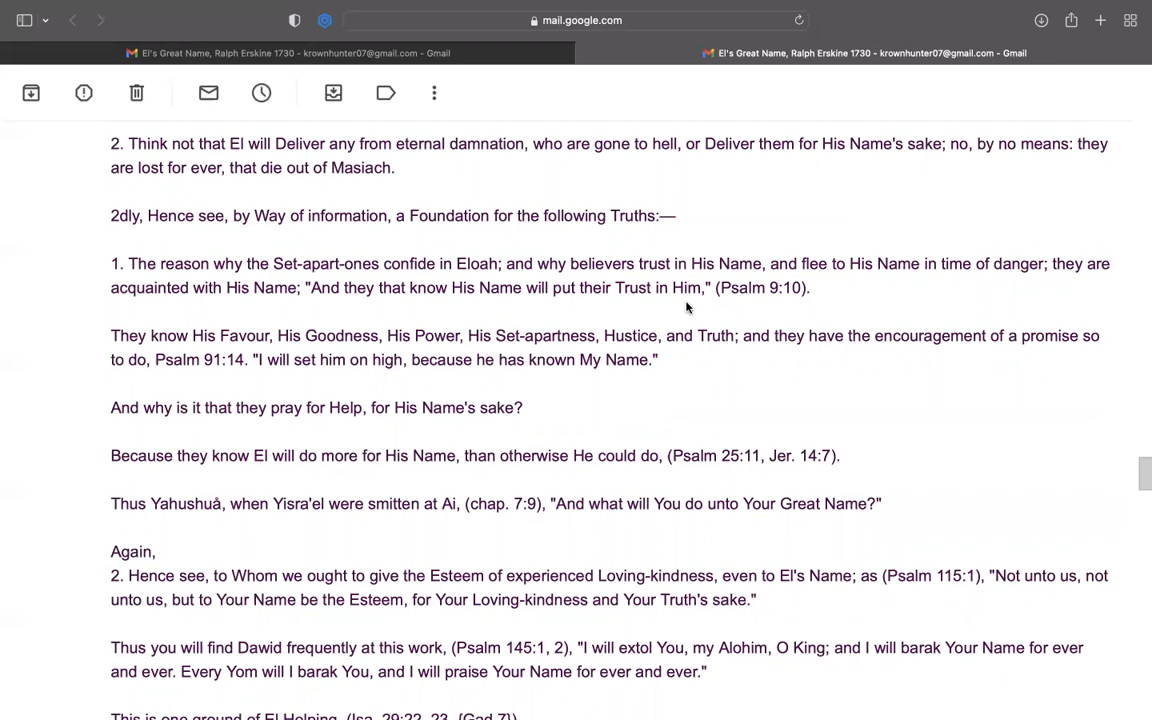 mail.google.com
El's Great Name, Ralph Erskine 1730 - krownhunter07@gmail.com - Gmail
El's Great Name, Ralph Erskine 1730 - krownhunter07@gmail.com - Gmail
2. Think not that El will Deliver any from eternal damnation, who are gone to hell, or Deliver them for His Name's sake; no, by no means: they
are lost for ever, that die out of Masiach.
2dly, Hence see, by Way of information, a Foundation for the following Truths:—
1. The reason why the Set-apart-ones confide in Eloah; and why believers trust in His Name, and flee to His Name in time of danger; they are
acquainted with His Name; "And they that know His Name will put their Trust in Him," (Psalm 9:10).
They know His Favour, His Goodness, His Power, His Set-apartness, Hustice, and Truth; and they have the encouragement of a promise so
to do, Psalm 91:14. "I will set him on high, because he has known My Name."
And why is it that they pray for Help, for His Name's sake?
Because they know El will do more for His Name, than otherwise He could do, (Psalm 25:11, Jer. 14:7).
Thus Yahushuå, when Yisra'el were smitten at Ai, (chap. 7:9), "And what will You do unto Your Great Name?"
Again,
2. Hence see, to Whom we ought to give the Esteem of experienced Loving-kindness, even to El's Name; as (Psalm 115:1), "Not unto us, not
unto us, but to Your Name be the Esteem, for Your Loving-kindness and Your Truth's sake."
Thus you will find Dawid frequently at this work, (Psalm 145:1, 2), "I will extol You, my Alohim, O King; and I will barak Your Name for ever
and ever. Every Yom will I barak You, and I will praise Your Name for ever and ever."
This is one ground of El Helping, (Isa. 29:22, 23, {Gad 7})